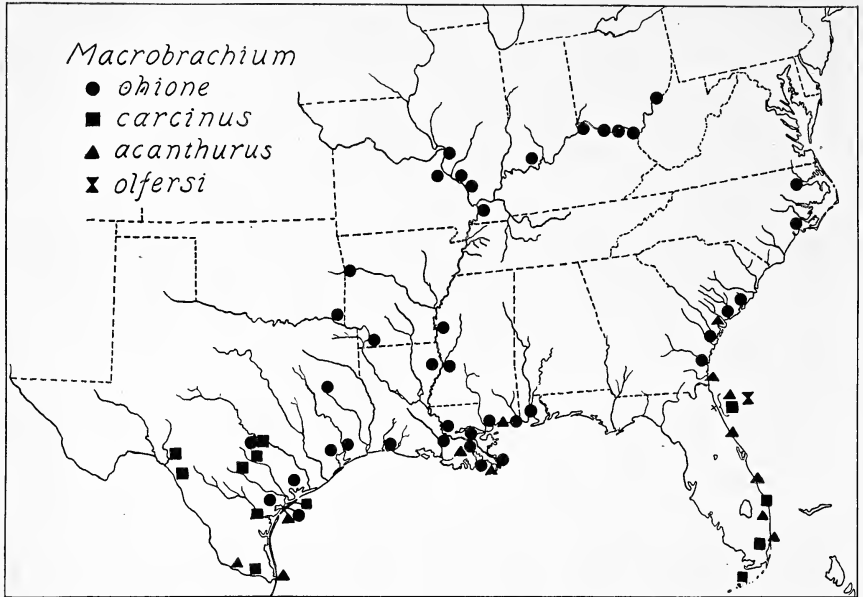 Macrobrachium
ohione
carcinus
acanthurus
olfersi